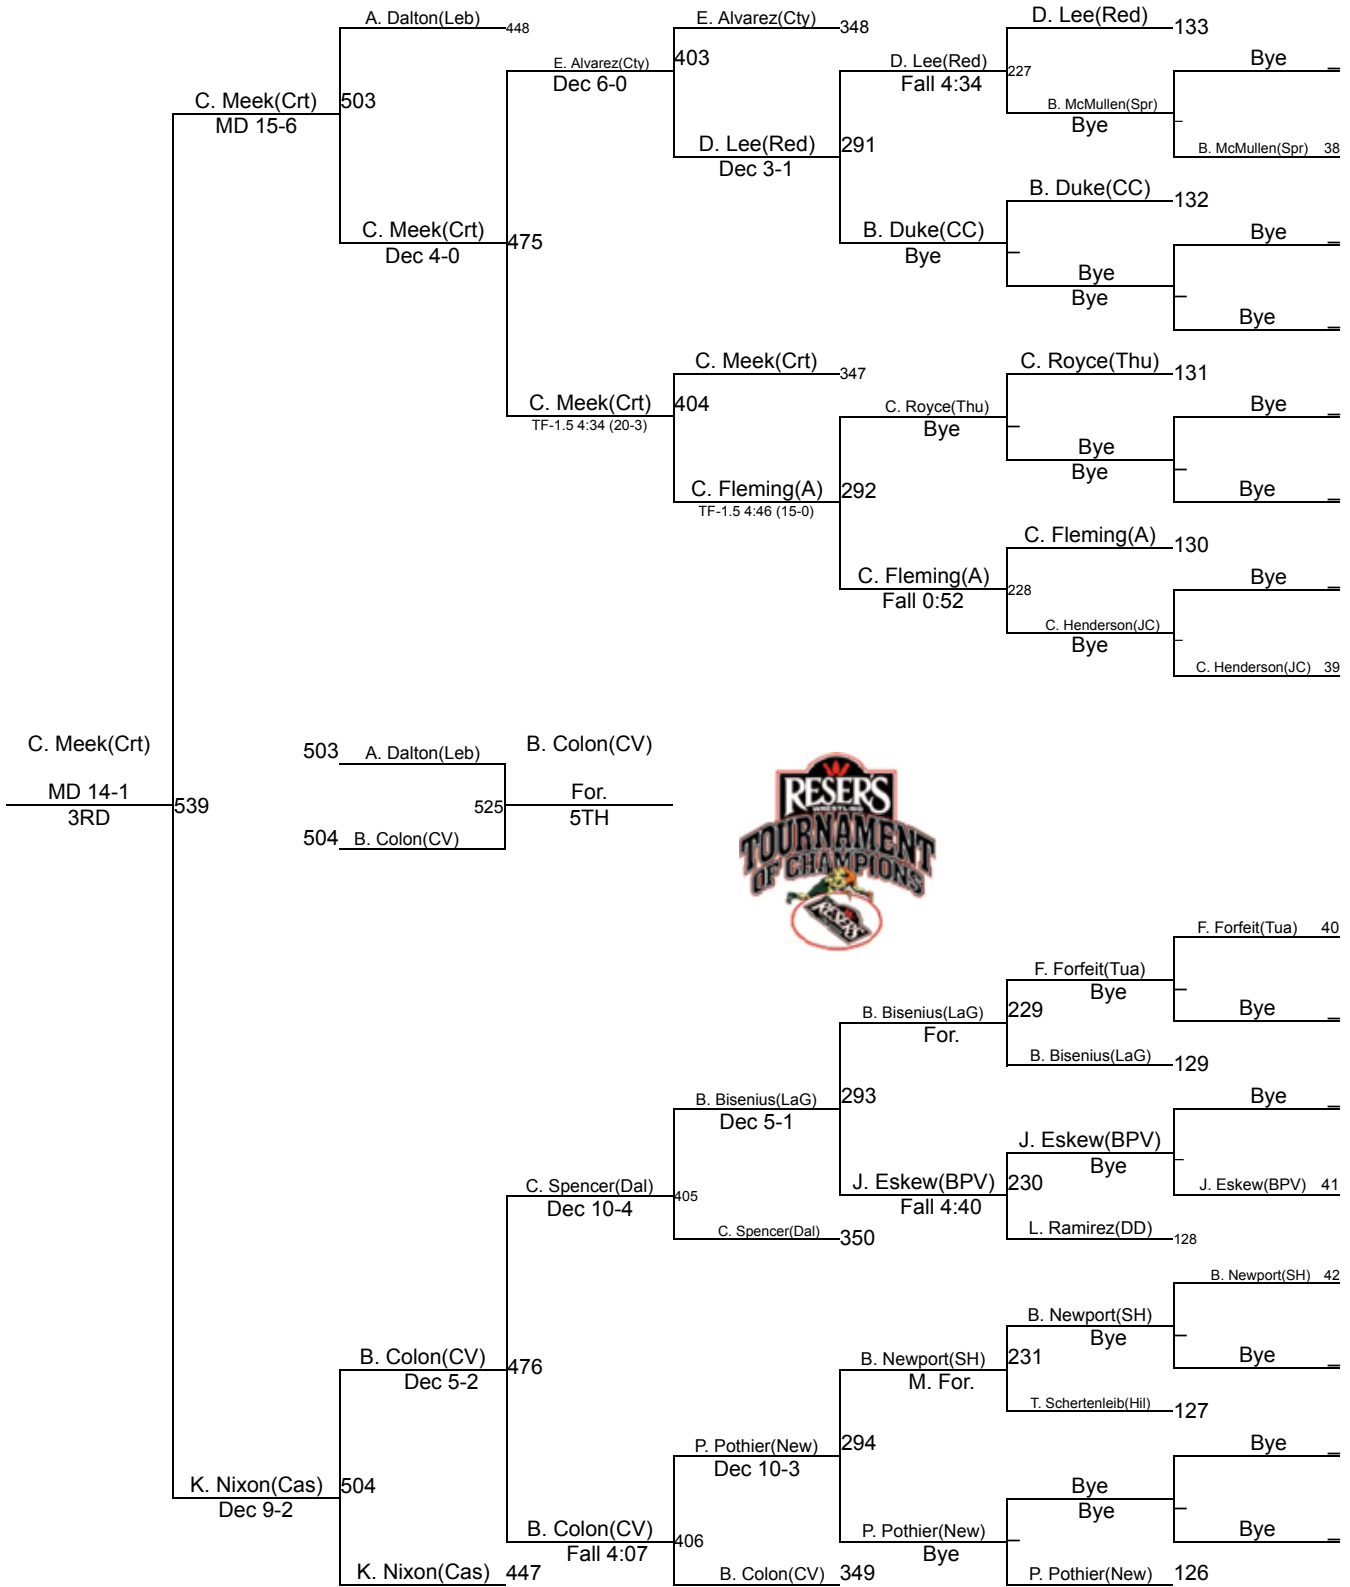 A. Dalton(Leb) 448
E. Alvarez(Cty) 348
D. Lee(Red) 133
E. Alvarez(Cty) 403
Dec 6-0
D. Lee(Red) 227
Fall 4:34
Bye _
C. Meek(Crt) 503
MD 15-6
B. McMullen(Spr)
Bye
_
D. Lee(Red) 291
Dec 3-1
B. McMullen(Spr) 38
B. Duke(CC) 132
C. Meek(Crt) 475
Dec 4-0
B. Duke(CC)
Bye
_
Bye _
Bye
Bye
_
Bye _
C. Meek(Crt) 347
C. Royce(Thu) 131
C. Meek(Crt) 404
TF-1.5 4:34 (20-3)
C. Royce(Thu)
Bye
_
Bye _
Bye
Bye
_
C. Fleming(A) 292
TF-1.5 4:46 (15-0)
Bye _
C. Fleming(A) 130
C. Fleming(A) 228
Fall 0:52
Bye _
C. Henderson(JC)
Bye
_
C. Henderson(JC) 39
C. Meek(Crt)
MD 14-1
3RD
539
503 A. Dalton(Leb)
B. Colon(CV)
525
For.
5TH
504 B. Colon(CV)
RESER'S
TOURNAMENT
OF CHAMPIONS
RESER'S
F. Forfeit(Tua) 40
F. Forfeit(Tua)
Bye
_
B. Bisenius(LaG) 229
For.
Bye _
B. Bisenius(LaG) 129
B. Bisenius(LaG) 293
Dec 5-1
Bye _
J. Eskew(BPV)
Bye
_
C. Spencer(Dal) 405
Dec 10-4
J. Eskew(BPV) 230
Fall 4:40
J. Eskew(BPV) 41
C. Spencer(Dal) 350
L. Ramirez(DD) 128
B. Newport(SH) 42
B. Newport(SH)
Bye
_
B. Colon(CV) 476
Dec 5-2
B. Newport(SH) 231
M. For.
Bye _
T. Schertenleib(Hil) 127
P. Pothier(New) 294
Dec 10-3
Bye _
K. Nixon(Cas) 504
Dec 9-2
Bye
Bye
_
B. Colon(CV) 406
Fall 4:07
P. Pothier(New)
Bye
_
Bye _
K. Nixon(Cas) 447
B. Colon(CV) 349
P. Pothier(New) 126